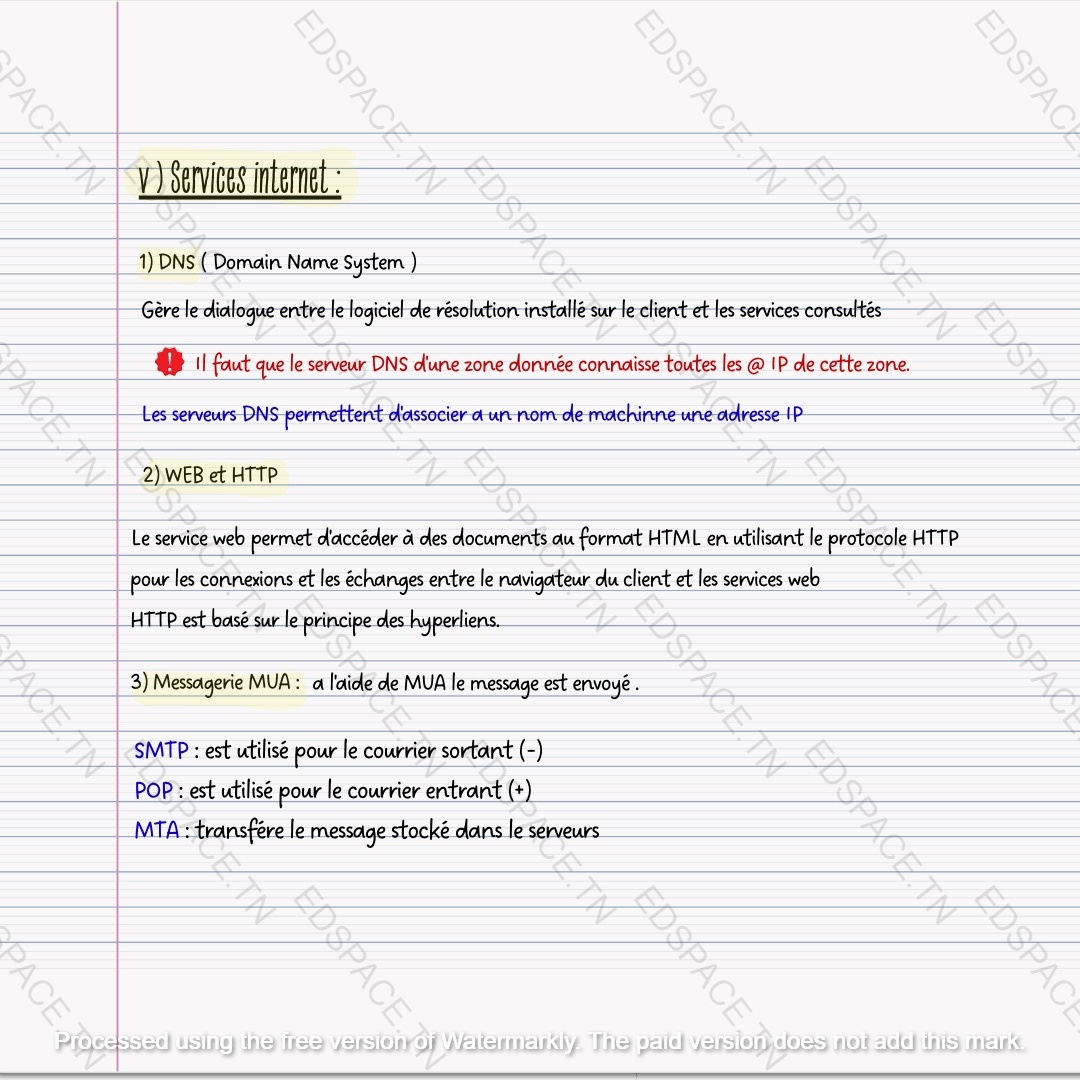 V ) Services internet :
1) DNS ( Domain Name System )
Gère le dialogue entre le logiciel de résolution installé sur le client et les services consultés
! Il faut que le serveur DNS d'une zone donnée connaisse toutes les @ IP de cette zone.
Les serveurs DNS permettent d'associer a un nom de machinne une adresse IP
2) WEB et HTTP
Le service web permet d'accéder à des documents au format HTML en utilisant le protocole HTTP
pour les connexions et les échanges entre le navigateur du client et les services web
HTTP est basé sur le principe des hyperliens.
3) Messagerie MUA : a l'aide de MUA le message est envoyé .
SMTP : est utilisé pour le courrier sortant (-)
POP : est utilisé pour le courrier entrant (+)
MTA : transfére le message stocké dans le serveurs
EDSPACE.TN
Processed using the free version of Watermarkly. The paid version does not add this mark.